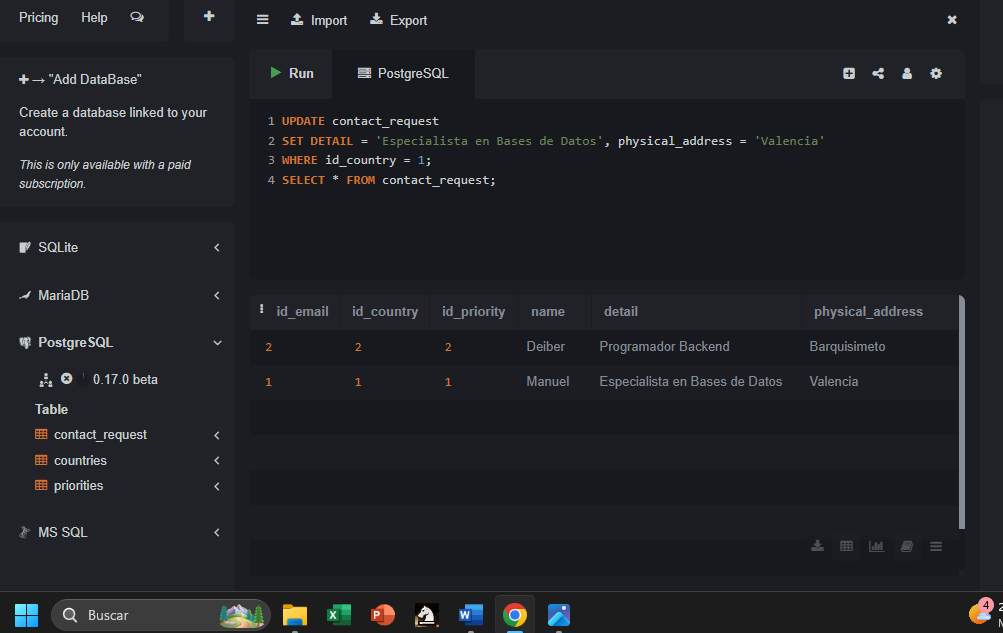 Pricing Help
Import Export
"Add DataBase"
Create a database linked to your
account.
This is only available with a paid
subscription.
SQLite
MariaDB
PostgreSQL
0.17.0 beta
Table
contact_request
countries
priorities
MS SQL
Run PostgreSQL
1 UPDATE contact_request
2 SET DETAIL = 'Especialista en Bases de Datos', physical_address = 'Valencia'
3 WHERE id_country = 1;
4 SELECT * FROM contact_request;
id_email id_country id_priority name detail physical_address
2 2 2 Deiber Programador Backend Barquisimeto
1 1 1 Manuel Especialista en Bases de Datos Valencia
Buscar
4